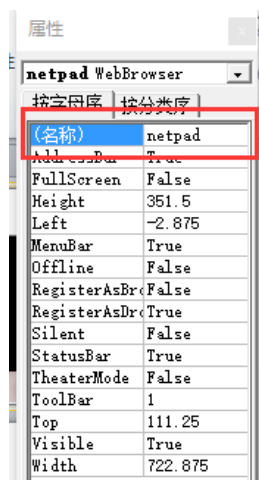 属性
netpad WebBrowser
按字母序 按分类序
(名称) netpad
AddressBar True
FullScreen False
Height 351.5
Left -2.875
MenuBar True
Offline False
RegisterAsBro False
RegisterAsDro True
Silent False
StatusBar True
TheaterMode False
ToolBar 1
Top 111.25
Visible True
Width 722.875